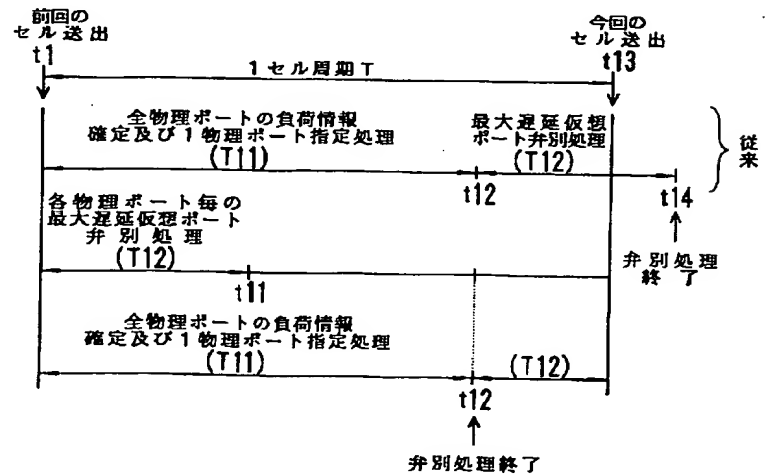 前回の
セル送出
t1
今回の
セル送出
t13
1セル周期T
全物理ポートの負荷情報
確定及び1物理ポート指定処理
(T11)
最大遅延仮想
ポート弁別処理
(T12)
従来
t12
t14
弁別処理
終了
各物理ポート毎の
最大遅延仮想ポート
弁別処理
(T12)
t11
全物理ポートの負荷情報
確定及び1物理ポート指定処理
(T11)
(T12)
t12
弁別処理終了